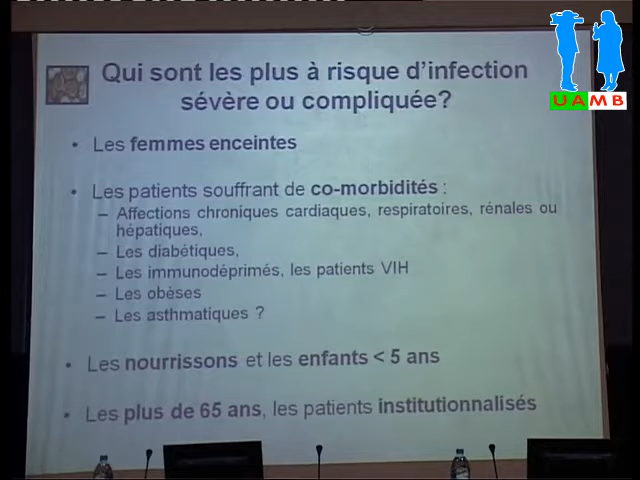 Qui sont les plus à risque d'infection
sévère ou compliquée?
UAMB
• Les femmes enceintes
• Les patients souffrant de co-morbidités :
– Affections chroniques cardiaques, respiratoires, rénales ou
hépatiques,
– Les diabétiques,
– Les immunodéprimés, les patients VIH
– Les obèses
– Les asthmatiques ?
• Les nourrissons et les enfants < 5 ans
• Les plus de 65 ans, les patients institutionnalisés